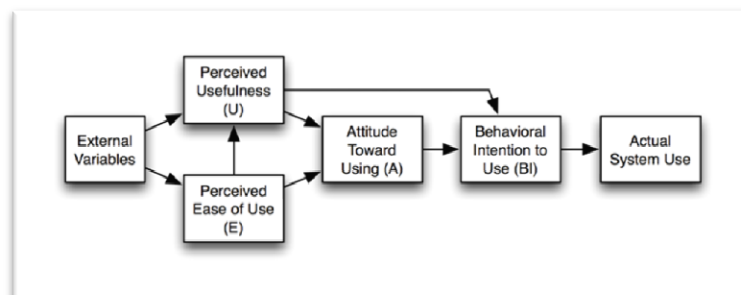 Perceived
Usefulness
(U)
External
Variables
Perceived
Ease of Use
(E)
Attitude
Toward
Using (A)
Behavioral
Intention to
Use (BI)
Actual
System Use